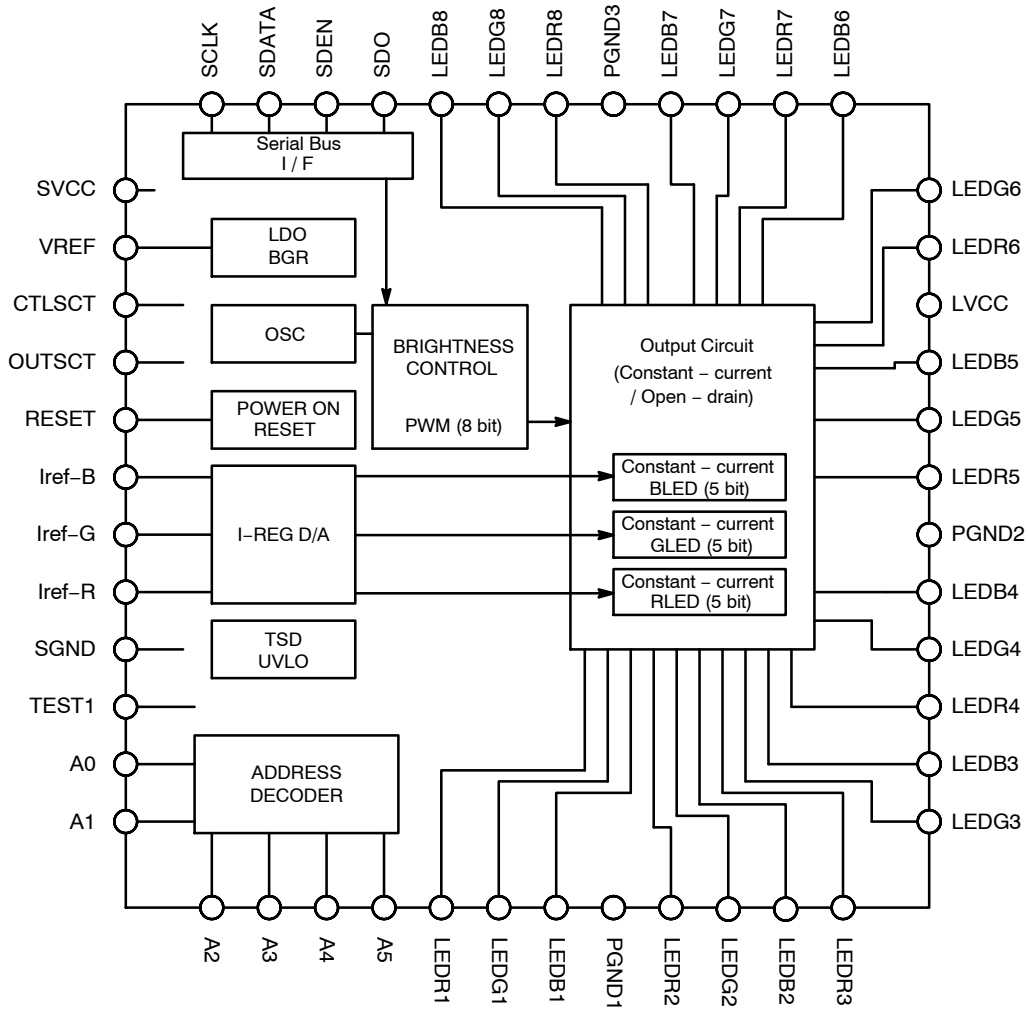 SCLK
SDATA
SDEN
SDO
LEDB8
LEDG8
LEDR8
PGND3
LEDB7
LEDG7
LEDR7
LEDB6
Serial Bus
I / F
SVCC
VREF
CTLSCT
OUTSCT
RESET
Iref−B
Iref−G
Iref−R
SGND
TEST1
A0
A1
LDO
BGR
OSC
POWER ON
RESET
I−REG D/A
TSD
UVLO
ADDRESS
DECODER
BRIGHTNESS
CONTROL
PWM (8 bit)
Output Circuit
(Constant − current
/ Open − drain)
Constant − current
BLED (5 bit)
Constant − current
GLED (5 bit)
Constant − current
RLED (5 bit)
LEDG6
LEDR6
LVCC
LEDB5
LEDG5
LEDR5
PGND2
LEDB4
LEDG4
LEDR4
LEDB3
LEDG3
A2
A3
A4
A5
LEDR1
LEDG1
LEDB1
PGND1
LEDR2
LEDG2
LEDB2
LEDR3